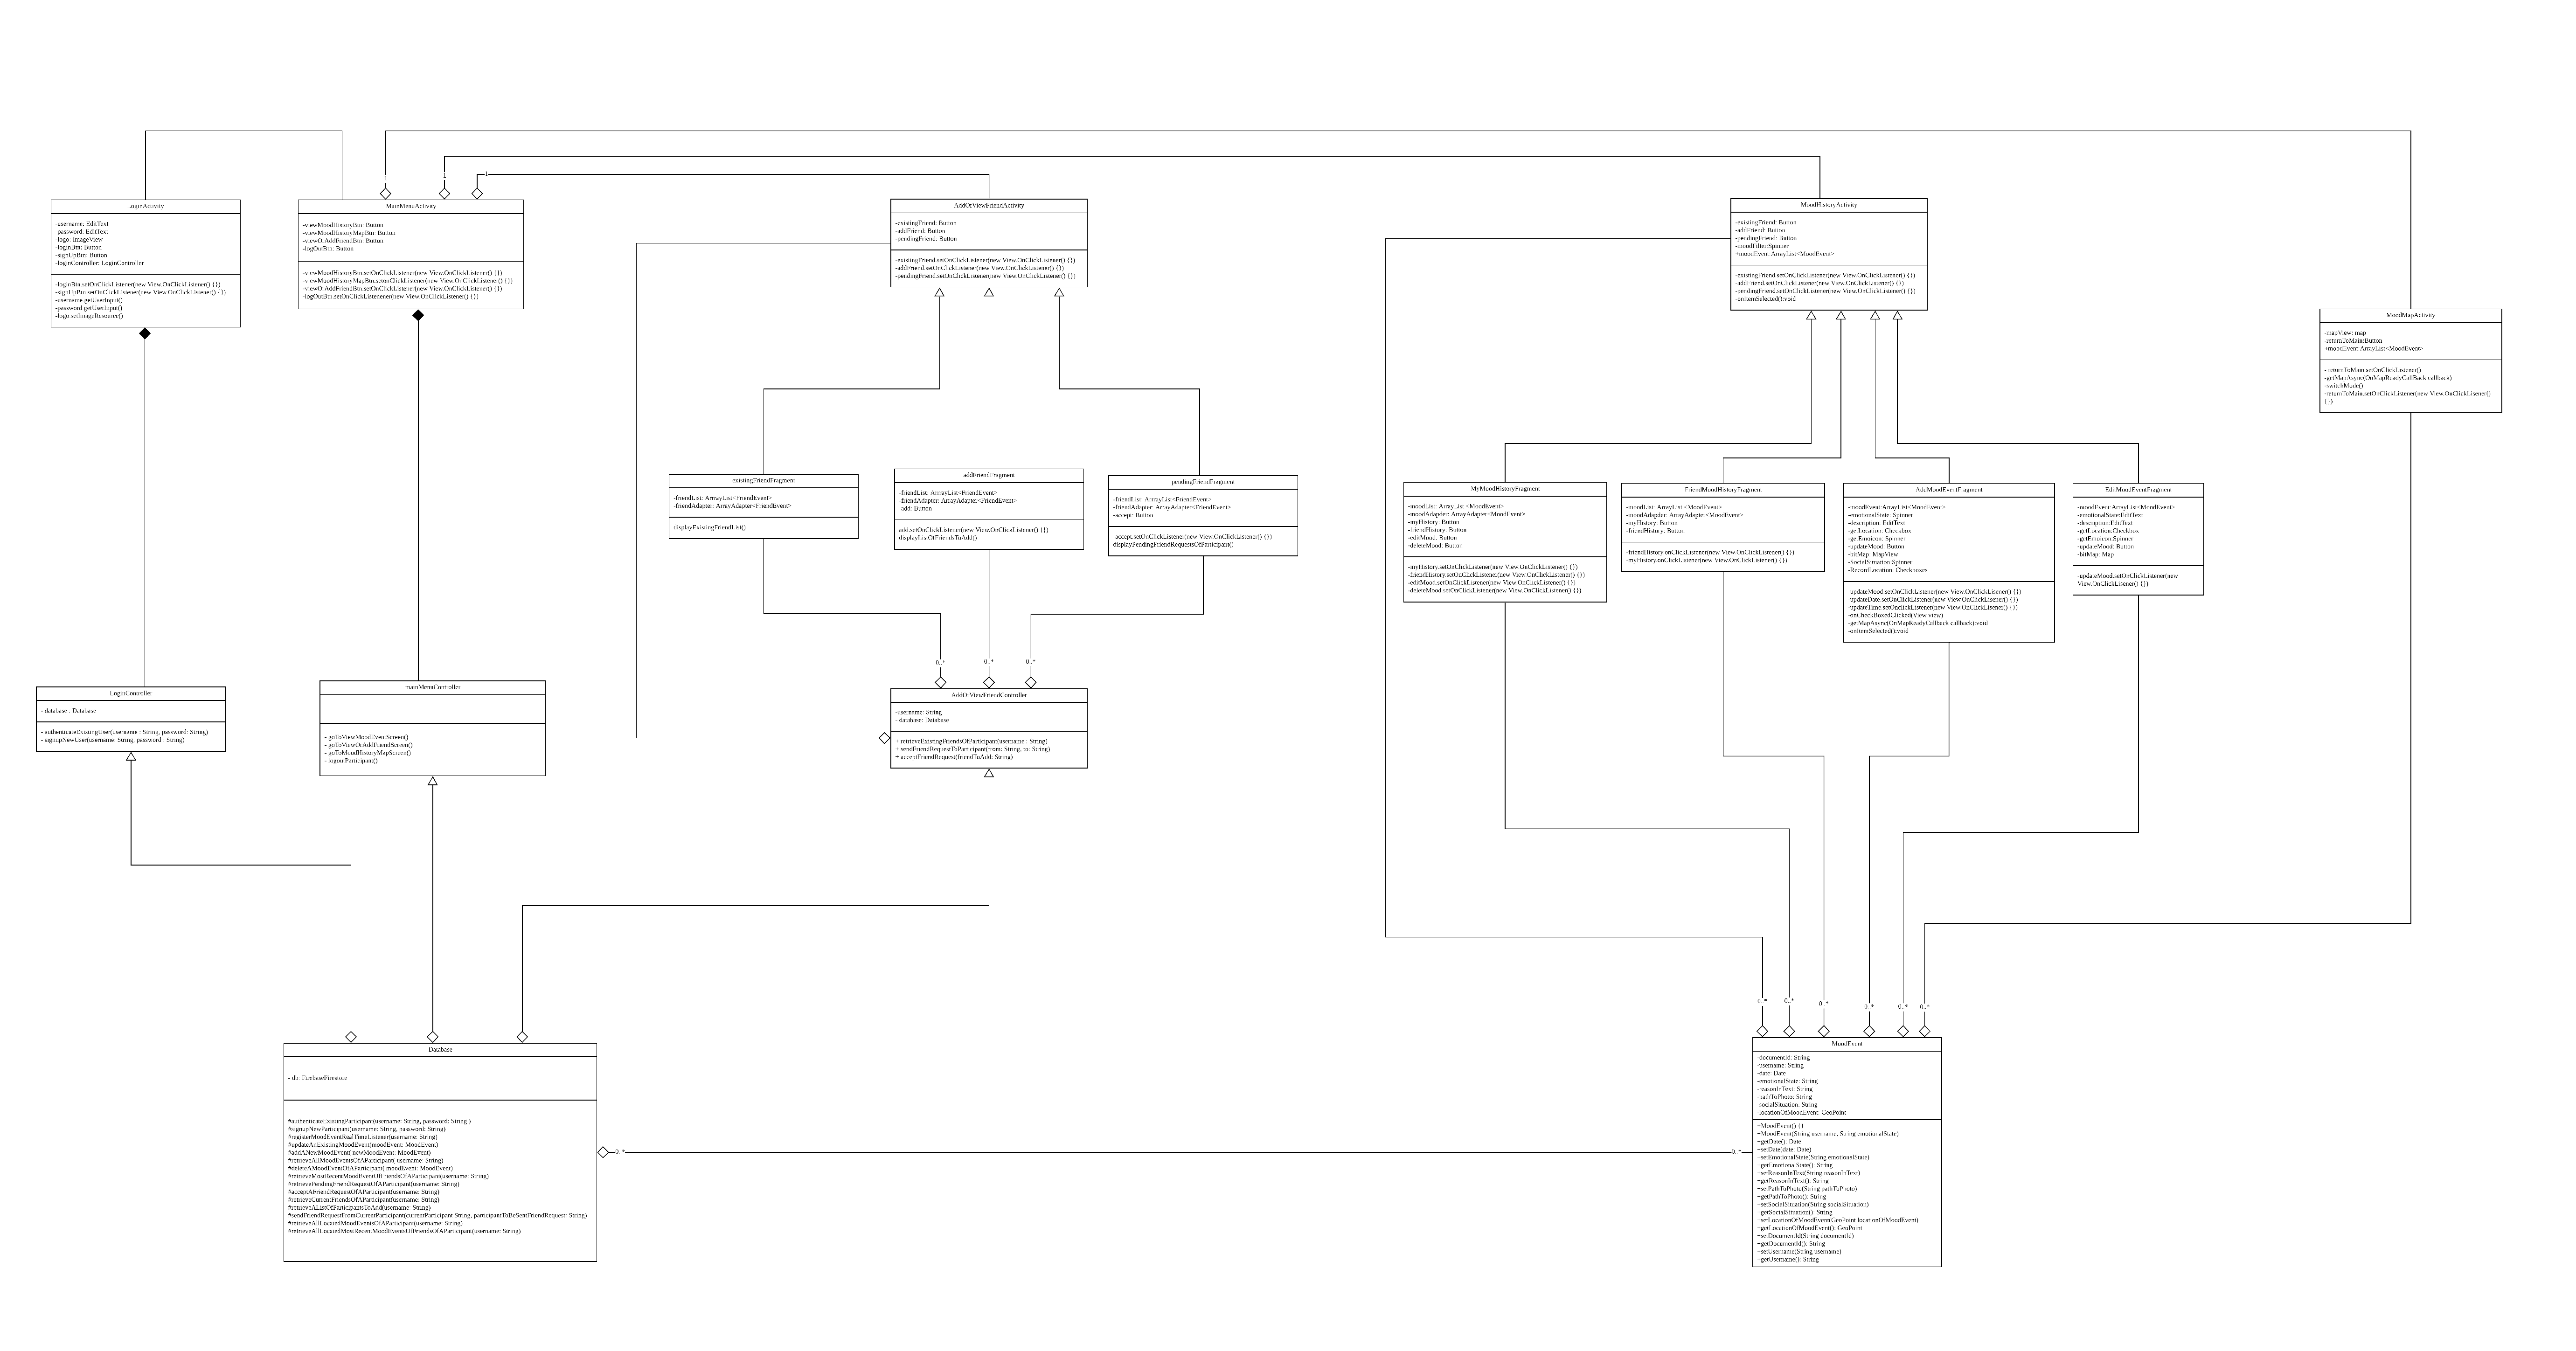 1
1
1
LoginActivity
-username: EditText
-password: EditText
-logo: ImageView
-loginBtn: Button
-signUpBtn: Button
-loginController: LoginController
-loginBtn.setOnClickListener(new View.OnClickListener() {})
-signUpBtn.setOnClickListener(new View.OnClickListener() {})
-username.getUserInput()
-password.getUserInput()
-logo.setImageResource()
MainMenuActivity
-viewMoodHistoryBtn: Button
-viewMoodHistoryMapBtn: Button
-viewOrAddFriendBtn: Button
-logOutBtn: Button
-viewMoodHistoryBtn.setOnClickListener(new View.OnClickListener() {})
-viewMoodHistoryMapBtn.setOnClickListener(new View.OnClickListener() {})
-viewOrAddFriendBtn.setOnClickListener(new View.OnClickListener() {})
-logOutBtn.setOnClickListenener(new View.OnClickListener() {})
AddOrViewFriendActivity
-existingFriend: Button
-addFriend: Button
-pendingFriend: Button
-existingFriend.setOnClickListener(new View.OnClickListener() {})
-addFriend.setOnClickListener(new View.OnClickListener() {})
-pendingFriend.setOnClickListener(new View.OnClickListener() {})
MoodHistoryActivity
-existingFriend: Button
-addFriend: Button
-pendingFriend: Button
-moodFilter:Spinner
+moodEvent:ArrayList<MoodEvent>
-existingFriend.setOnClickListener(new View.OnClickListener() {})
-addFriend.setOnClickListener(new View.OnClickListener() {})
-pendingFriend.setOnClickListener(new View.OnClickListener() {})
-onItemSelected():void
MoodMapActivity
-mapView: map
-returnToMain:Button
+moodEvent:ArrayList<MoodEvent>
- returnToMain.setOnClickListener()
-getMapAsync(OnMapReadyCallBack callback)
-switchMode()
-returnToMain.setOnClickListener(new View.OnClickLisener()
{})
existingFriendFragment
-friendList: ArrayList<FriendEvent>
-friendAdapter: ArrayAdapter<FriendEvent>
displayExistingFriendList()
addFriendFragment
-friendList: ArrayList<FriendEvent>
-friendAdapter: ArrayAdapter<FriendEvent>
-add: Button
add.setOnClickListener(new View.OnClickListener() {})
displayListOfFriendsToAdd()
pendingFriendFragment
-friendList: ArrayList<FriendEvent>
-friendAdapter: ArrayAdapter<FriendEvent>
-accept: Button
-accept.setOnClickListener(new View.OnClickListener() {})
displayPendingFriendRequestsOfParticipant()
MyMoodHistoryFragment
-moodList: ArrayList <MoodEvent>
-moodAdapder: ArrayAdapter<MoodEvent>
-myHistory: Button
-friendHistory: Button
-editMood: Button
-deleteMood: Button
-myHistory.setOnClickListener(new View.OnClickListener() {})
-friendHistory.setOnClickListener(new View OnClickListener() {})
-editMood.setOnClickListener(new View.OnClickListener() {})
-deleteMood.setOnClickListener(new View.OnClickListener() {})
FriendMoodHistoryFragment
-moodList: ArrayList <MoodEvent>
-moodAdapder: ArrayAdapter<MoodEvent>
-myHistory: Button
-friendHistory: Button
-friendHistory.onClickListener(new View.OnClickListener() {})
-myHistory.onClickListener(new View.OnClickListener() {})
AddMoodEventFragment
-moodEvent:ArrayList<MoodEvent>
-emotionalState: Spinner
-description: EditText
-getLocation: Checkbox
-getEmoicon: Spinner
-updateMood: Button
-bitMap: MapView
-SocialSituation:Spinner
-RecordLocation: Checkboxes
-updateMood.setOnClickListener(new View.OnClickListener() {})
-updateDate.setOnClickListener(new View.OnClickListener() {})
-updateTime.setOnclickListener(new View.OnClickListener() {})
-onCheckBoxedClicked(View view)
-getMapAsync(OnMapReadyCallback callback):void
-onItemSelected():void
EditMoodEventFragment
-moodEvent:ArrayList<MoodEvent>
-emotionalState:EditText
-description:EditText
-getLocation:Checkbox
-getEmoicon:Spinner
-updateMood: Button
-bitMap: Map
-updateMood.setOnClickListener(new
View.OnClickLisener() {})
0..*
0..*
0..*
LoginController
- database : Database
- authenticateExistingUser(username : String, password: String)
- signupNewUser(username: String, password : String)
mainMenuController
- goToViewMoodEventScreen()
- goToViewOrAddFriendScreen()
- goToMoodHistoryMapScreen()
- logoutParticipant()
AddOrViewFriendController
-username: String
- database: Database
+ retrieveExistingFriendsOfParticipant(username : String)
+ sendFriendRequestToParticipant(from: String, to: String)
+ acceptFriendRequest(friendToAdd: String)
0..*
0..*
0..*
0..*
0..*
0..*
Database
- db: FirebaseFirestore
#authenticateExistingParticipant(username: String, password: String )
#signupNewParticipant(username: String, password: String)
#registerMoodEventRealTimeListener(username: String)
#updateAnExistingMoodEvent(moodEvent: MoodEvent)
#addANewMoodEvent( newMoodEvent: MoodEvent)
#retrieveAllMoodEventsOfAParticipant( username: String)
#deleteAMoodEventOfAParticipant( moodEvent: MoodEvent)
#retrieveMostRecentMoodEventOfFriendsOfAParticipant(username: String)
#retrievePendingFriendRequestOfAParticipant(username: String)
#acceptAFriendRequestOfAParticipant(username: String)
#retrieveCurrentFriendsOfAParticipant(username: String)
#retrieveAListOfParticipantsToAdd(username: String)
#sendFriendRequestFromCurrentParticipant(currentParticipant String, participantToBeSentFriendRequest: String)
#retrieveAllLocatedMoodEventsOfAParticipant(username: String)
#retrieveAllLocatedMostRecentMoodEventsOfFriendsOfAParticipant(username: String)
0..*
0..*
MoodEvent
-documentId: String
-username: String
-date: Date
-emotionalState: String
-reasonInText: String
-pathToPhoto: String
-socialSituation: String
-locationOfMoodEvent: GeoPoint
+MoodEvent() {}
+MoodEvent(String username, String emotionalState)
+getDate(): Date
+setDate(date: Date)
+setEmotionalState(String emotionalState)
+getEmotionalState(): String
+setReasonInText(String reasonInText)
+getReasonInText(): String
+setPathToPhoto(String pathToPhoto)
+getPathToPhoto(): String
+setSocialSituation(String socialSituation)
+getSocialSituation(): String
+setLocationOfMoodEvent(GeoPoint locationOfMoodEvent)
+getLocationOfMoodEvent(): GeoPoint
+setDocumentId(String documentId)
+getDocumentId(): String
+setUsername(String username)
+getUsername(): String